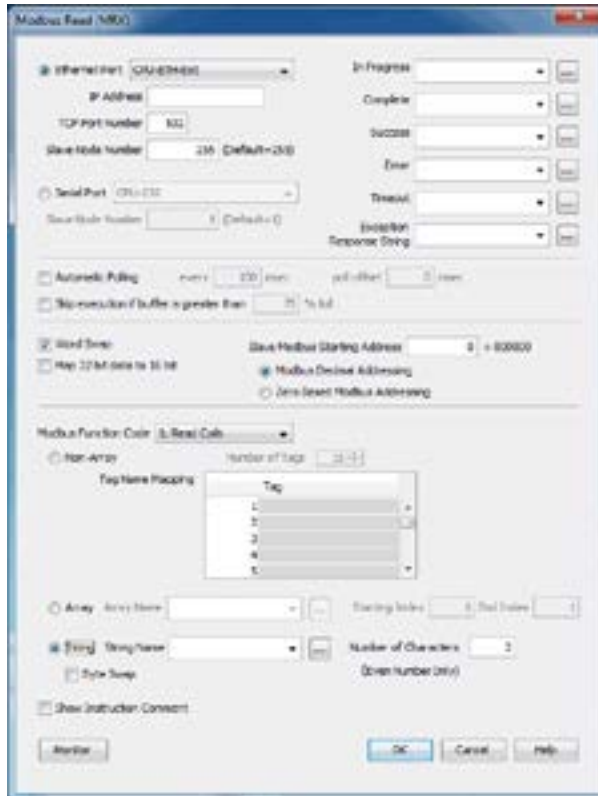 Modbus Read (MRX)
Ethernet Port
In Progress
IP Address
Complete
TCP Port Number 502
Success
Slave Node Number 255 (Default=255)
Error
Serial Port
Timeout
Slave Node Number (Default=1)
Exception
Response String
Automatic Polling every msec poll offset 0 msec
Skip execution if buffer is greater than % full
Word Swap
Slave Modbus Starting Address 0 = 000000
Map 32 bit data to 16 bit
Modbus Decimal Addressing
Zero Based Modbus Addressing
Modbus Function Code 1: Read Coils
Non-Array Number of Tags
Tag Name Mapping
Tag
1
2
3
4
5
Array Array Name Starting Index End Index
String String Name Number of Characters 2
Byte Swap (Even Number Only)
Show Instruction Comment
Monitor OK Cancel Help